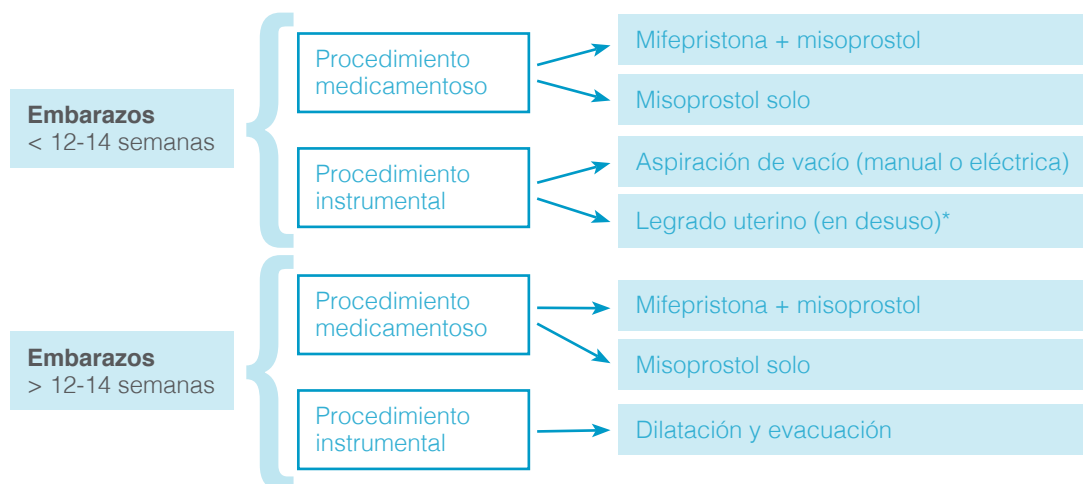 Embarazos
< 12-14 semanas
Procedimiento
medicamentoso
Mifepristona + misoprostol
Misoprostol solo
Procedimiento
instrumental
Aspiración de vacío (manual o eléctrica)
Legrado uterino (en desuso)*
Embarazos
> 12-14 semanas
Procedimiento
medicamentoso
Mifepristona + misoprostol
Misoprostol solo
Procedimiento
instrumental
Dilatación y evacuación